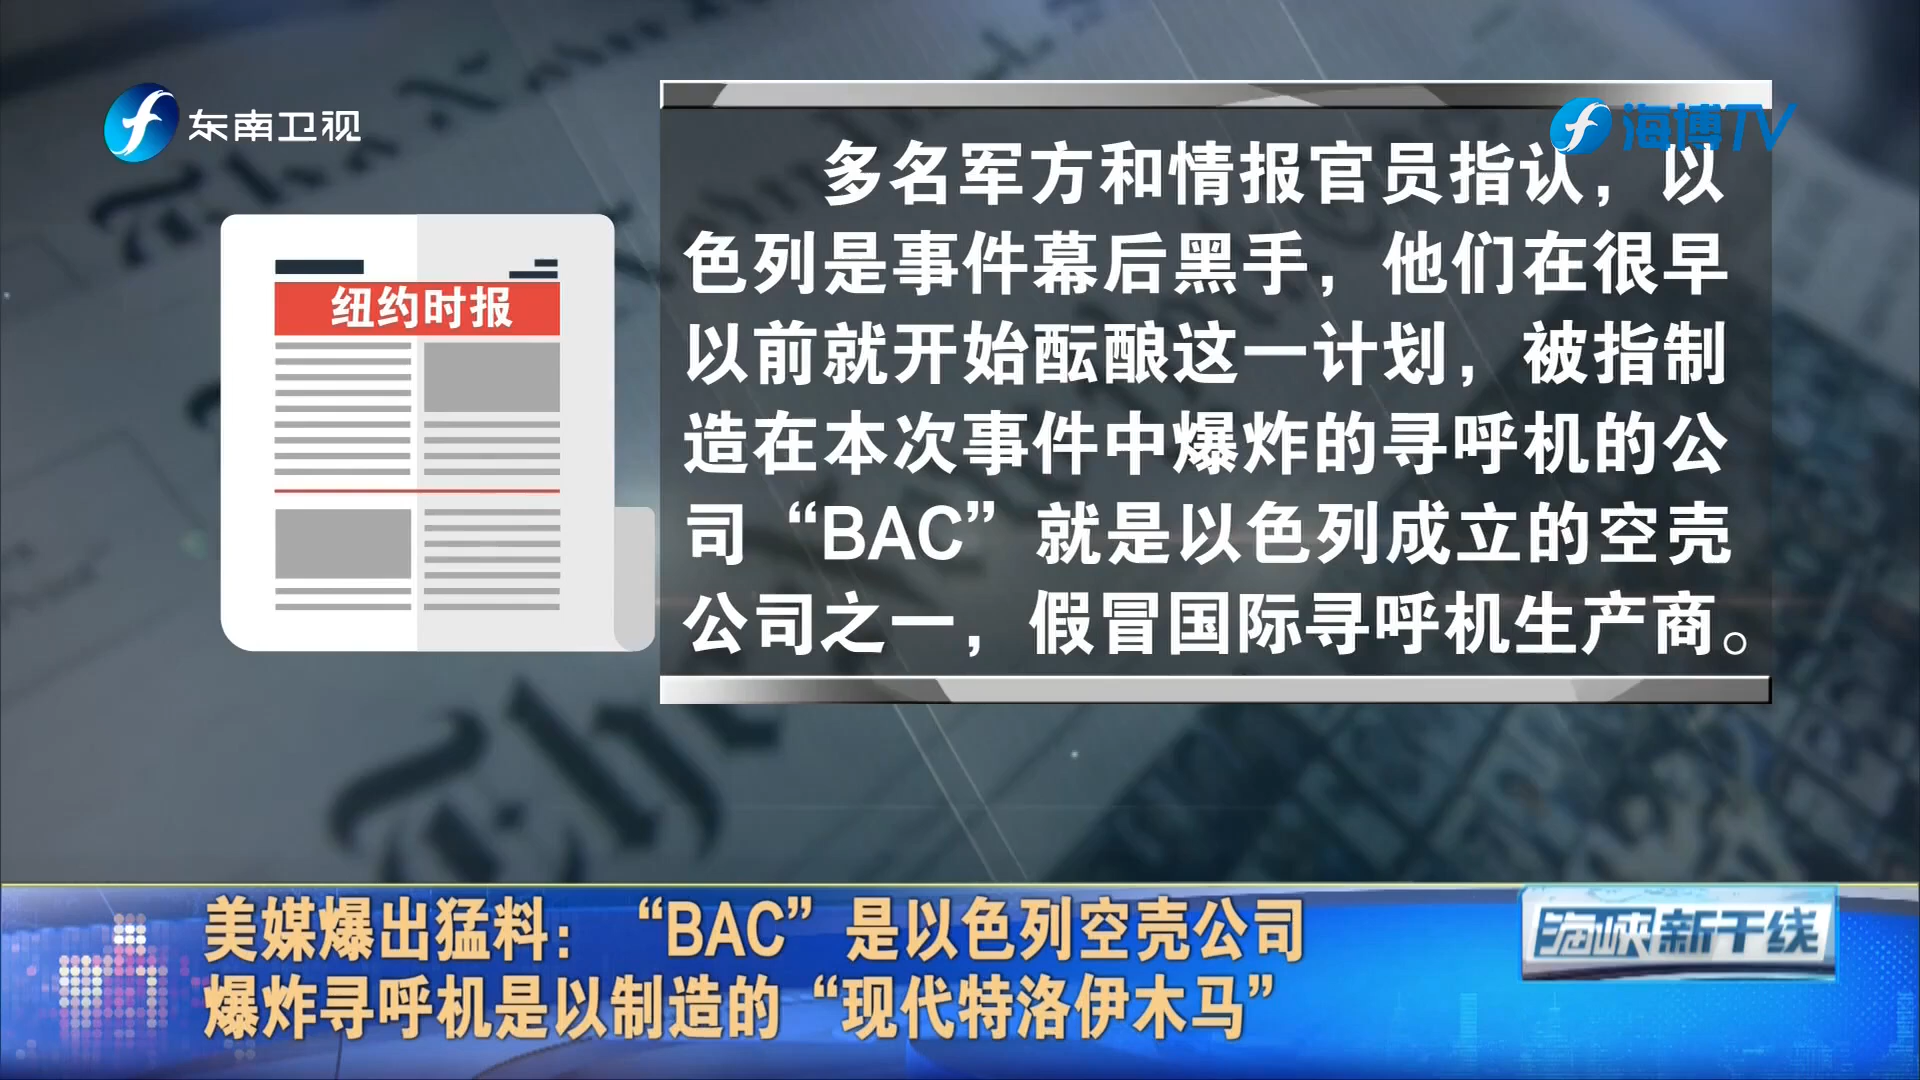 东南卫视
海博TV
纽约时报
多名军方和情报官员指认，以
色列是事件幕后黑手，他们在很早
以前就开始酝酿这一计划，被指制
造在本次事件中爆炸的寻呼机的公
司“BAC”就是以色列成立的空壳
公司之一，假冒国际寻呼机生产商。
美媒爆出猛料：“BAC”是以色列空壳公司
爆炸寻呼机是以制造的“现代特洛伊木马”
海峡新干线